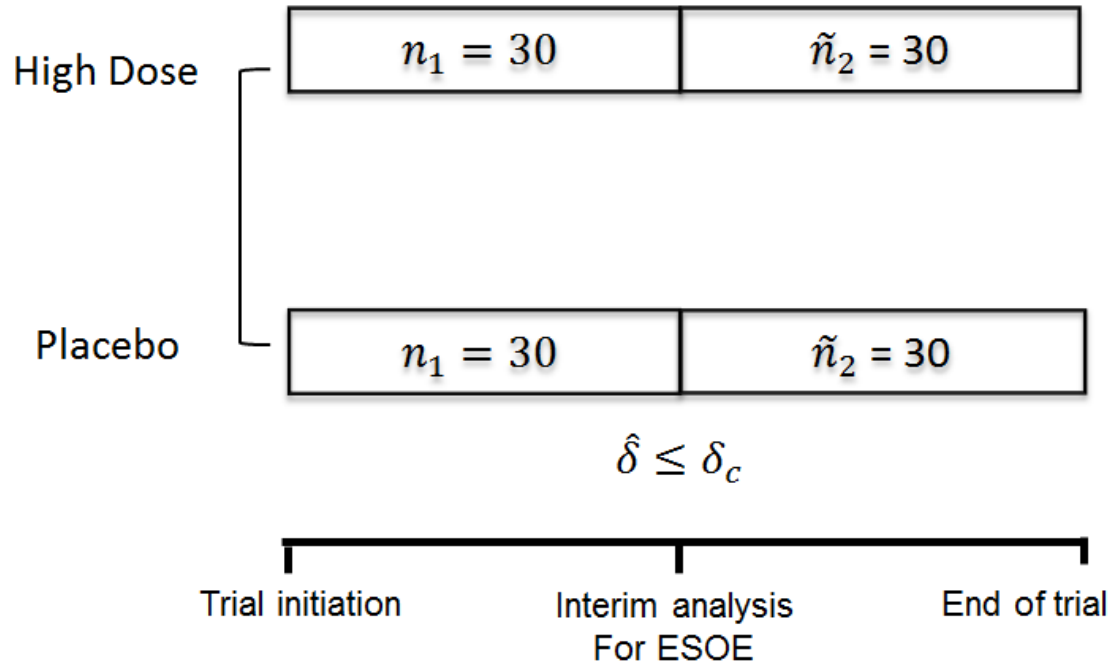 High Dose
n₁ = 30
ñ₂ = 30
Placebo
n₁ = 30
ñ₂ = 30
δ̂ ≤ δ_c
Trial initiation
Interim analysis
For ESOE
End of trial